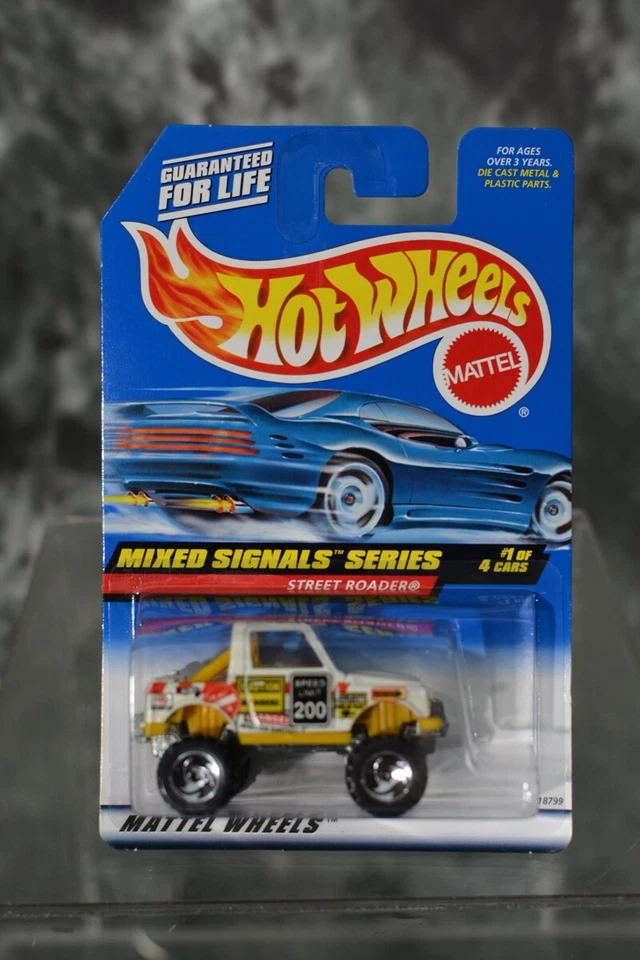 GUARANTEED
FOR LIFE
FOR AGES
OVER 3 YEARS.
DIE CAST METAL &
PLASTIC PARTS.
HOT WHEELS
MATTEL
®
MIXED SIGNALS™ SERIES
#1 OF
4 CARS
STREET ROADER®
SPEED
LIMIT
200
18799
MATTEL WHEELS™